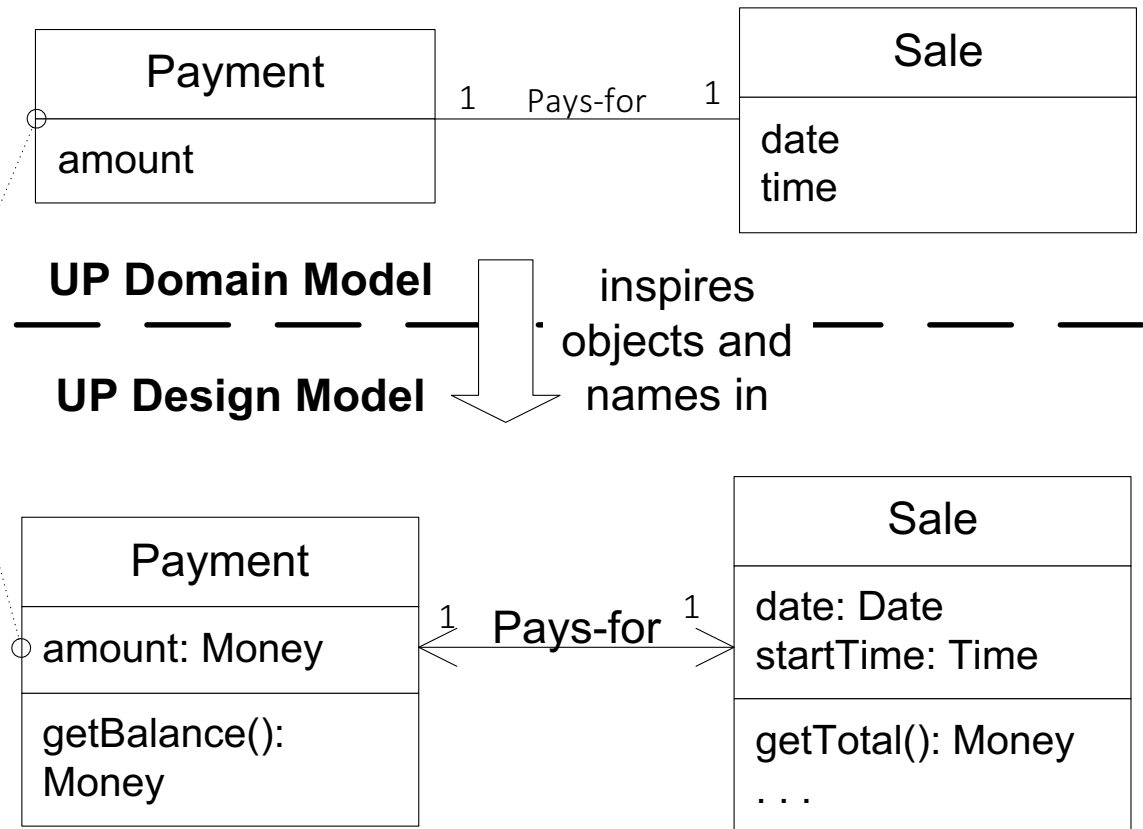 Payment
1 Pays-for 1
Sale
amount
date
time
UP Domain Model
inspires
objects and
names in
UP Design Model
Payment
1 Pays-for 1
Sale
amount: Money
date: Date
startTime: Time
getBalance():
Money
getTotal(): Money
. . .